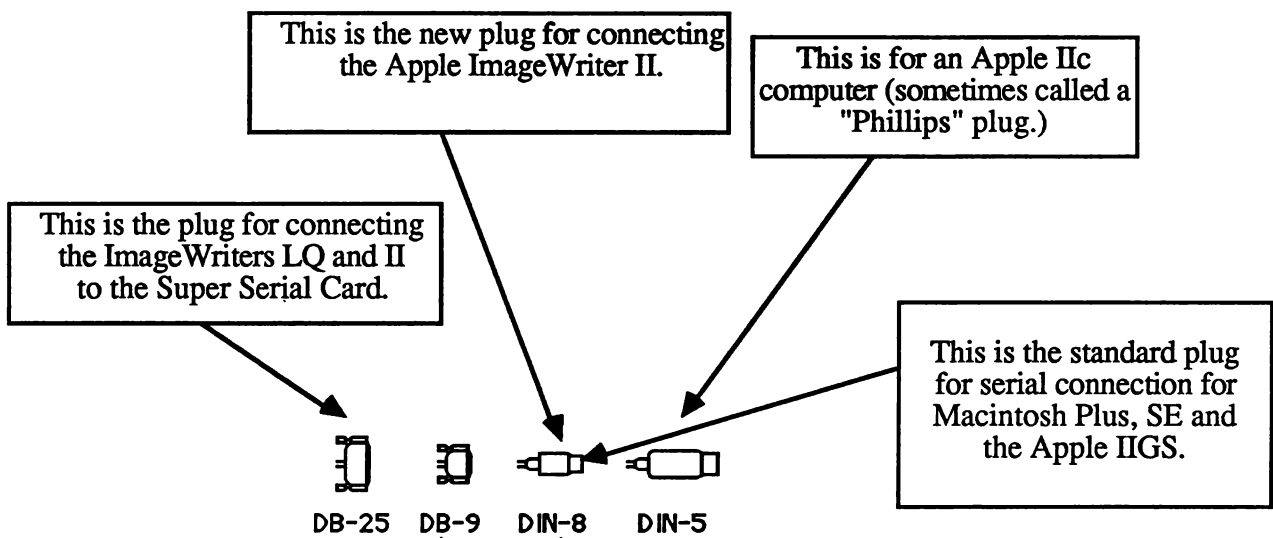 This is the new plug for connecting
the Apple ImageWriter II.
This is for an Apple IIc
computer (sometimes called a
"Phillips" plug.)
This is the plug for connecting
the ImageWriters LQ and II
to the Super Serial Card.
This is the standard plug
for serial connection for
Macintosh Plus, SE and
the Apple IIGS.
DB-25 DB-9 DIN-8 DIN-5